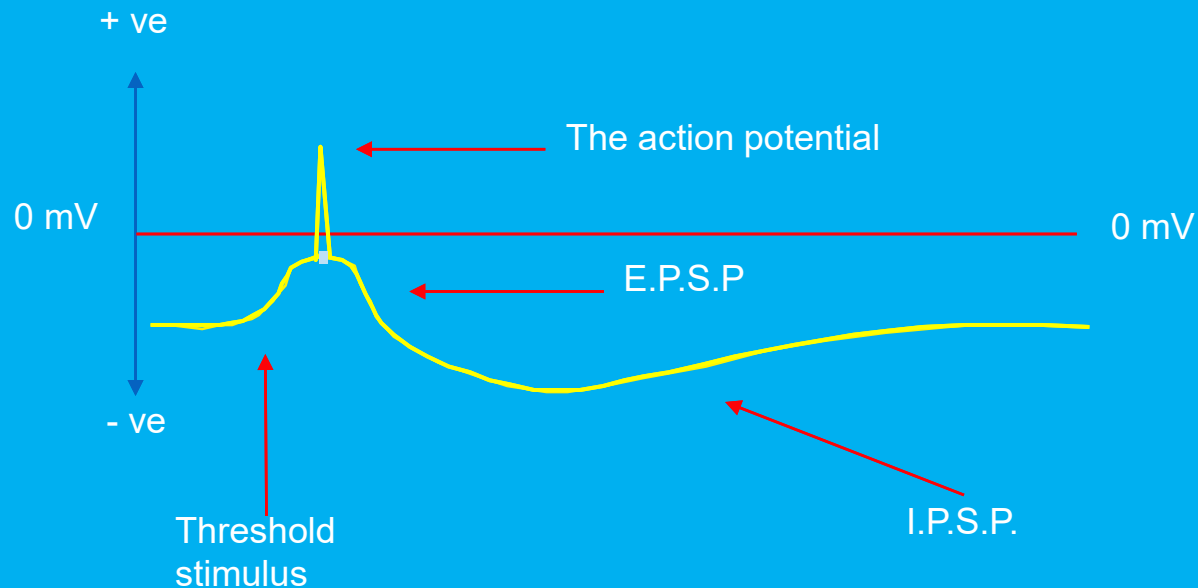 + ve
The action potential
0 mV
0 mV
E.P.S.P
- ve
I.P.S.P.
Threshold
stimulus